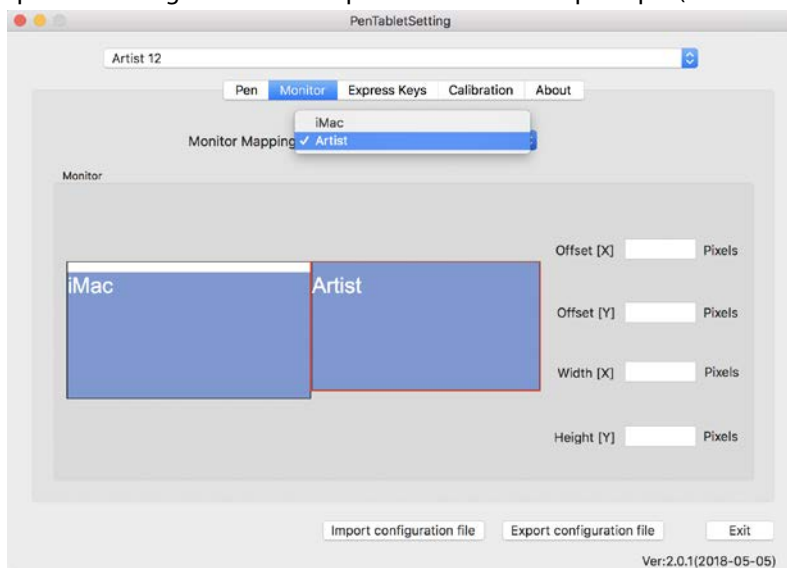 PenTabletSetting
Artist 12
Pen Monitor Express Keys Calibration About
iMac
Monitor Mapping ✓ Artist
Monitor
Offset [X] Pixels
iMac Artist
Offset [Y] Pixels
Width [X] Pixels
Height [Y] Pixels
Import configuration file Export configuration file Exit
Ver:2.0.1(2018-05-05)